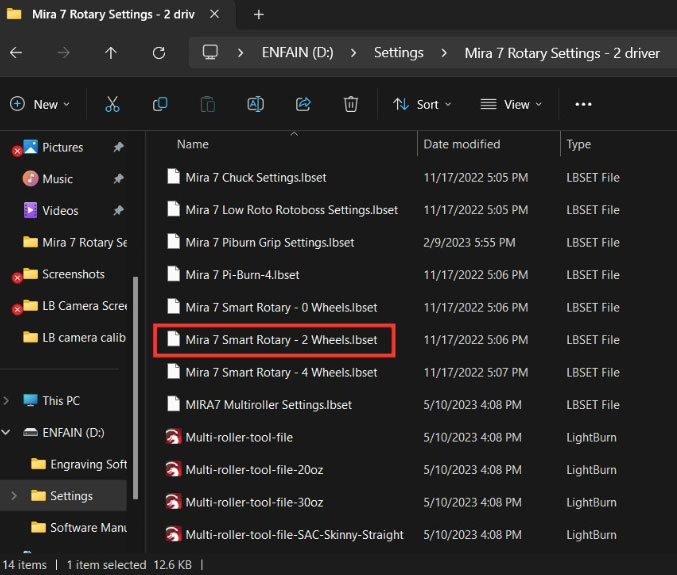 Mira 7 Rotary Settings - 2 driv
ENFAIN (D:) Settings Mira 7 Rotary Settings - 2 driver
New Sort View
Name Date modified Type
Pictures
Music
Videos
Mira 7 Rotary Se
Screenshots
LB Camera Scree
LB camera calib
This PC
ENFAIN (D:)
Engraving Soft
Settings
Software Manu
Mira 7 Chuck Settings.lbset 11/17/2022 5:05 PM LBSET File
Mira 7 Low Roto Rotoboss Settings.lbset 11/17/2022 5:05 PM LBSET File
Mira 7 Piburn Grip Settings.lbset 2/9/2023 5:55 PM LBSET File
Mira 7 Pi-Burn-4.lbset 11/17/2022 5:06 PM LBSET File
Mira 7 Smart Rotary - 0 Wheels.lbset 11/17/2022 5:06 PM LBSET File
Mira 7 Smart Rotary - 2 Wheels.lbset 11/17/2022 5:06 PM LBSET File
Mira 7 Smart Rotary - 4 Wheels.lbset 11/17/2022 5:07 PM LBSET File
MIRA7 Multiroller Settings.lbset 5/10/2023 4:08 PM LBSET File
Multi-roller-tool-file 5/10/2023 4:08 PM LightBurn
Multi-roller-tool-file-20oz 5/10/2023 4:08 PM LightBurn
Multi-roller-tool-file-30oz 5/10/2023 4:08 PM LightBurn
Multi-roller-tool-file-SAC-Skinny-Straight 5/10/2023 4:08 PM LightBurn
14 items 1 item selected 12.6 KB